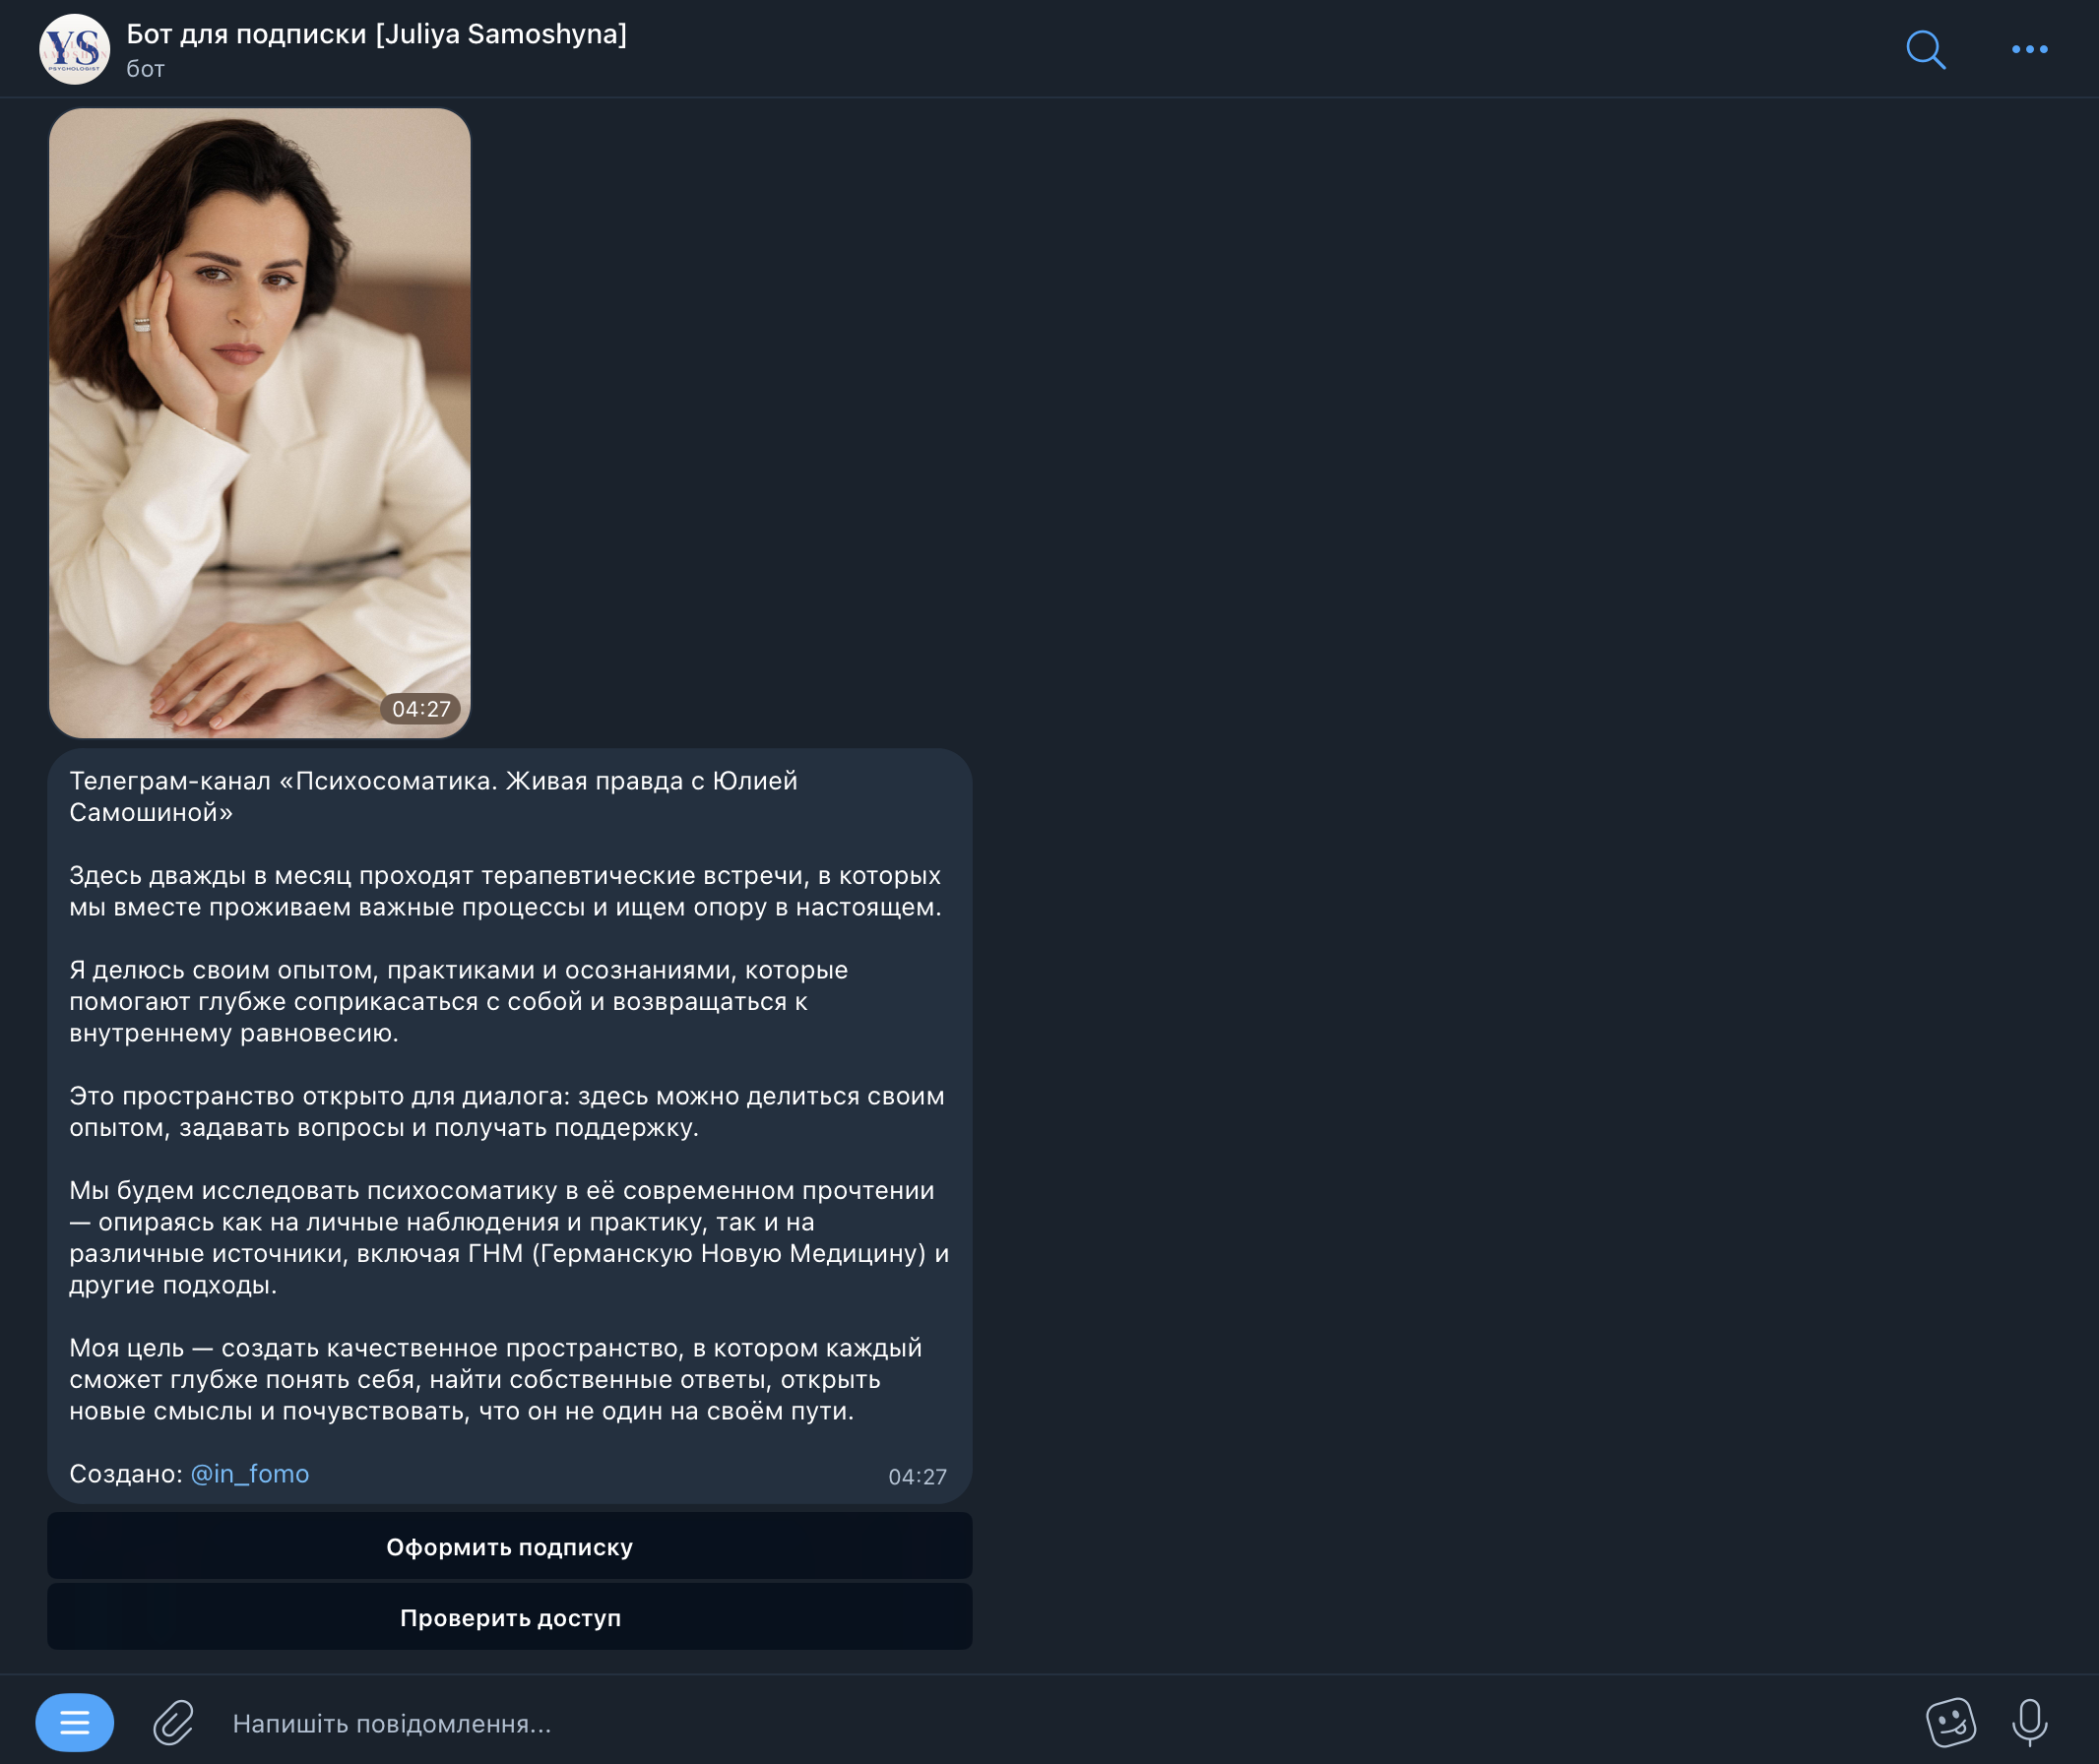 Бот для подписки [Juliya Samoshyna]
бот
YS
PSYCHOLOGIST
04:27
Телеграм-канал «Психосоматика. Живая правда с Юлией
Самошиной»
Здесь дважды в месяц проходят терапевтические встречи, в которых
мы вместе проживаем важные процессы и ищем опору в настоящем.
Я делюсь своим опытом, практиками и осознаниями, которые
помогают глубже соприкасаться с собой и возвращаться к
внутреннему равновесию.
Это пространство открыто для диалога: здесь можно делиться своим
опытом, задавать вопросы и получать поддержку.
Мы будем исследовать психосоматику в её современном прочтении
— опираясь как на личные наблюдения и практику, так и на
различные источники, включая ГНМ (Германскую Новую Медицину) и
другие подходы.
Моя цель — создать качественное пространство, в котором каждый
сможет глубже понять себя, найти собственные ответы, открыть
новые смыслы и почувствовать, что он не один на своём пути.
Создано: @in_fomo
04:27
Оформить подписку
Проверить доступ
Напишіть повідомлення...